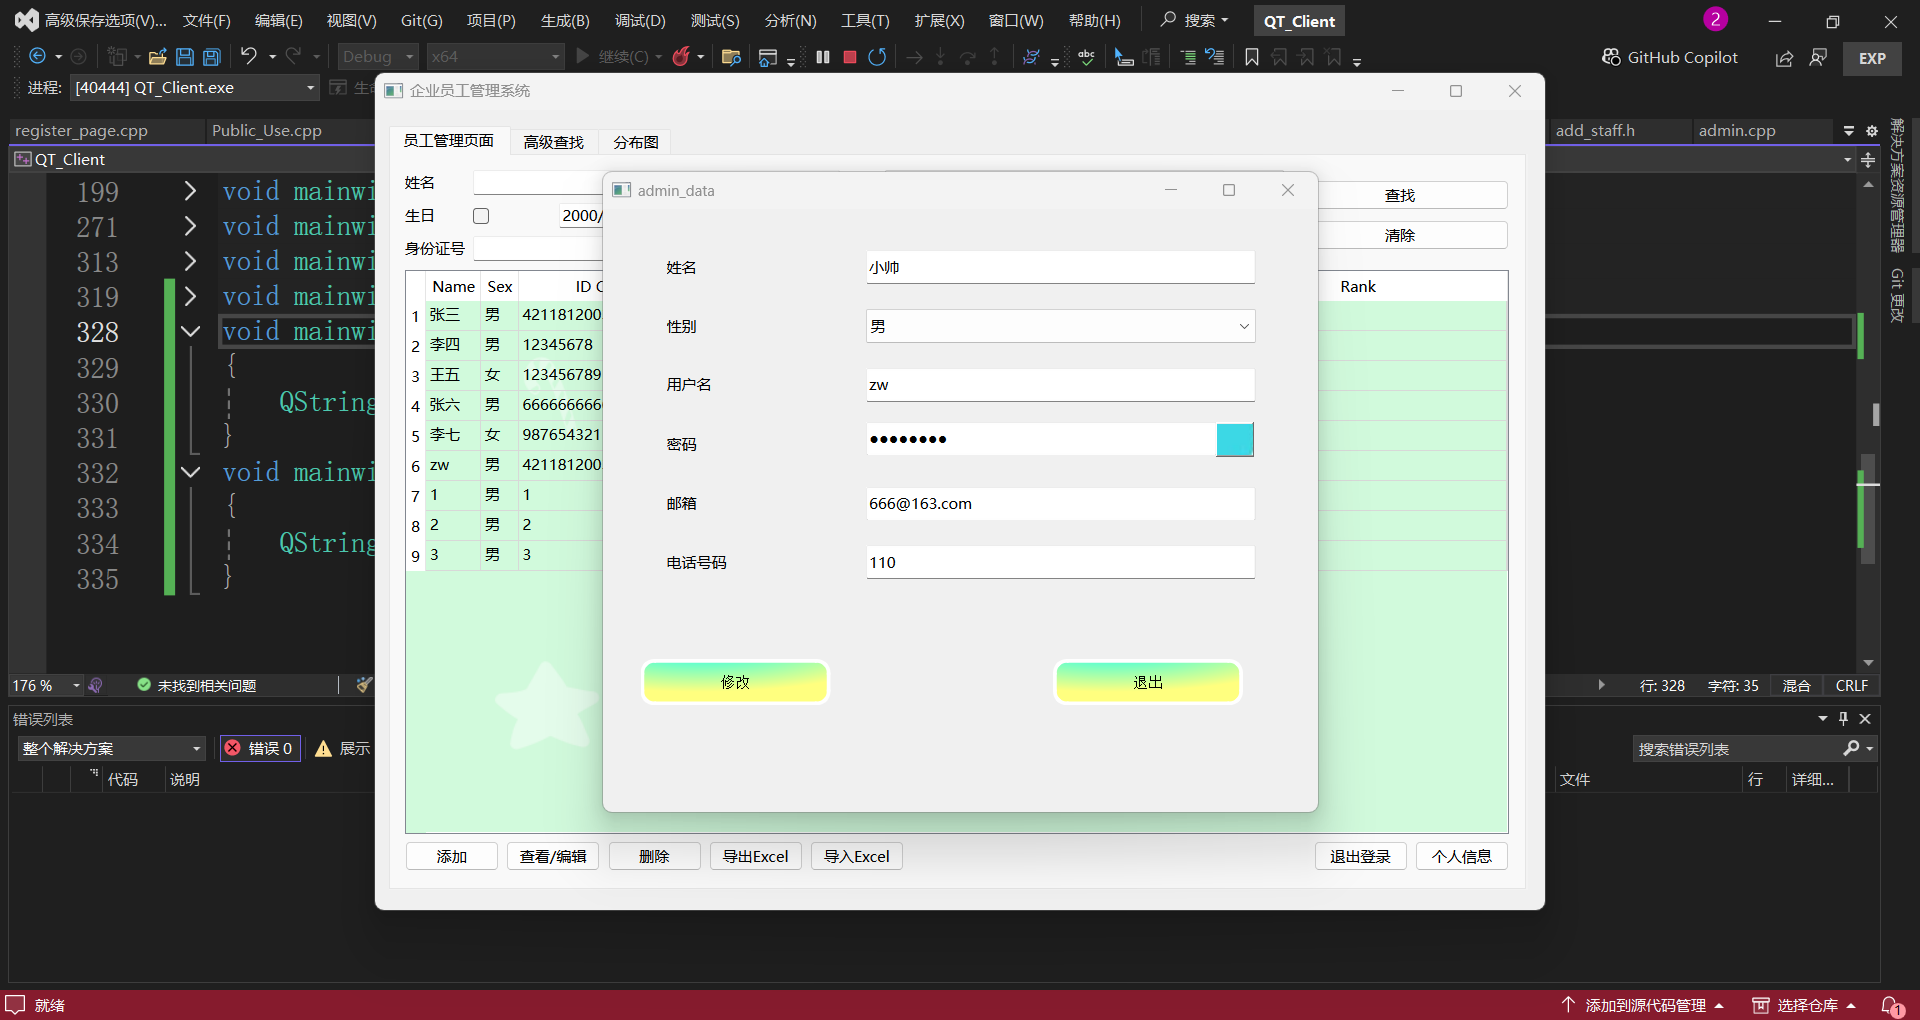 高级保存选项(V)... 文件(F) 编辑(E) 视图(V) Git(G) 项目(P) 生成(B) 调试(D) 测试(S) 分析(N) 工具(T) 扩展(X) 窗口(W) 帮助(H) 搜索 QT_Client 2
Debug x64 继续(C) abc GitHub Copilot EXP
进程: [40444] QT_Client.exe
register_page.cpp Public_Use.cpp add_staff.h admin.cpp
QT_Client
解决方案资源管理器
Git 更改
199 void mainwi
271 void mainwi
313 void mainwi
319 void mainwi
328 void mainwi
329 {
330 QString
331 }
332 void mainwi
333 {
334 QString
335 }
176 % 未找到相关问题 行: 328 字符: 35 混合 CRLF
错误列表
整个解决方案 错误 0 展示 搜索错误列表
代码 说明 文件 行 详细...
就绪 添加到源代码管理 选择仓库 1
企业员工管理系统
员工管理页面 高级查找 分布图
姓名 查找
生日 2000/ 清除
身份证号
Name Sex ID C Rank
1 张三 男 421181200
2 李四 男 12345678
3 王五 女 123456789
4 张六 男 666666666
5 李七 女 987654321
6 zw 男 421181200
7 1 男 1
8 2 男 2
9 3 男 3
添加 查看/编辑 删除 导出Excel 导入Excel 退出登录 个人信息
admin_data
姓名 小帅
性别 男
用户名 zw
密码 ●●●●●●●●
邮箱 666@163.com
电话号码 110
修改 退出